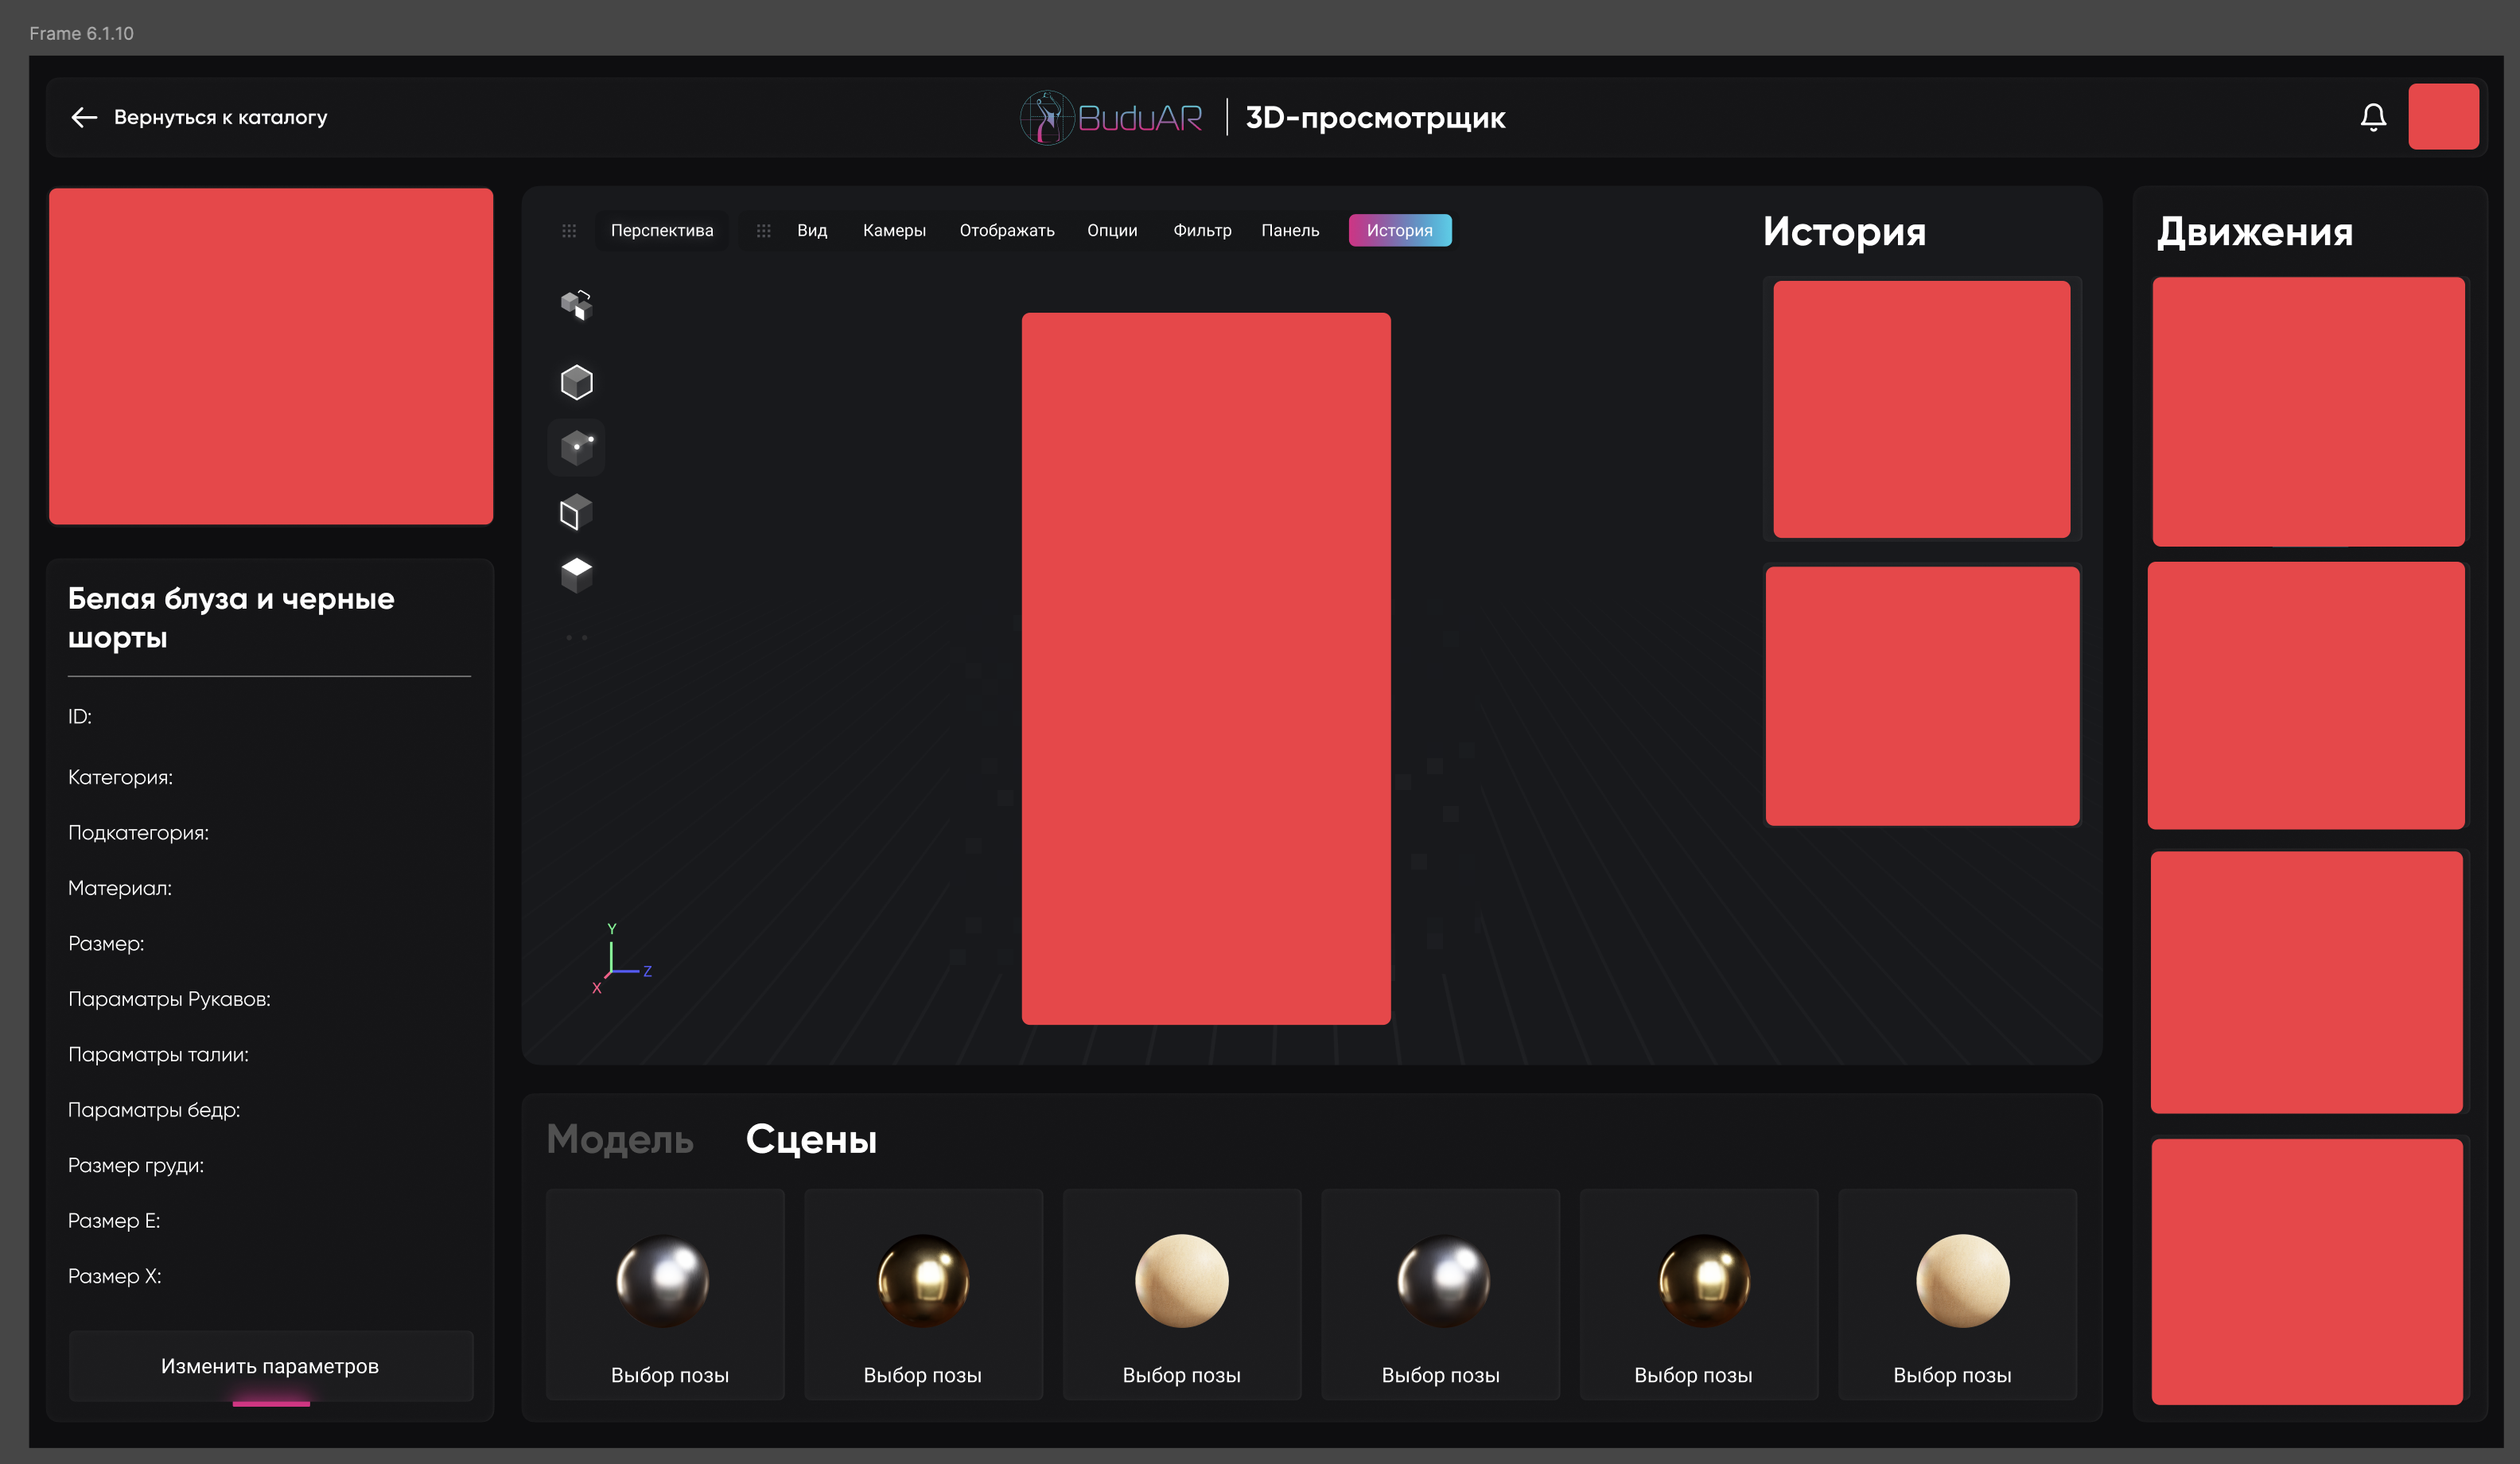 Frame 6.1.10
Вернуться к каталогу
BuduAR
3D-просмотрщик
Перспектива
Вид
Камеры
Отображать
Опции
Фильтр
Панель
История
История
Движения
Белая блуза и черные
шорты
ID:
Категория:
Подкатегория:
Материал:
Размер:
Параматры Рукавов:
Параматры талии:
Параматры бедр:
Размер груди:
Размер Е:
Размер Х:
Изменить параметров
Y
Z
X
Модель
Сцены
Выбор позы
Выбор позы
Выбор позы
Выбор позы
Выбор позы
Выбор позы